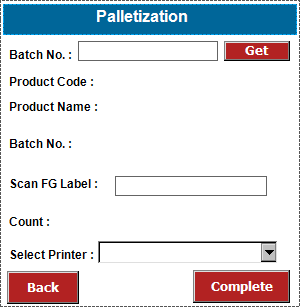 Palletization
Batch No. : Get
Product Code :
Product Name :
Batch No. :
Scan FG Label :
Count :
Select Printer :
Back Complete